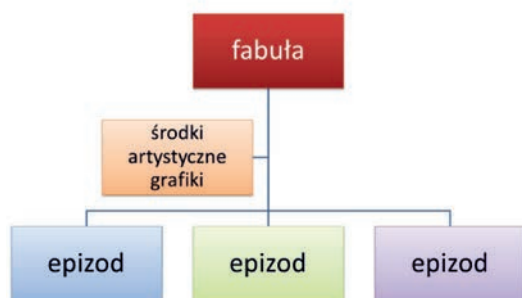 fabuła
środki
artystyczne
grafiki
epizod
epizod
epizod